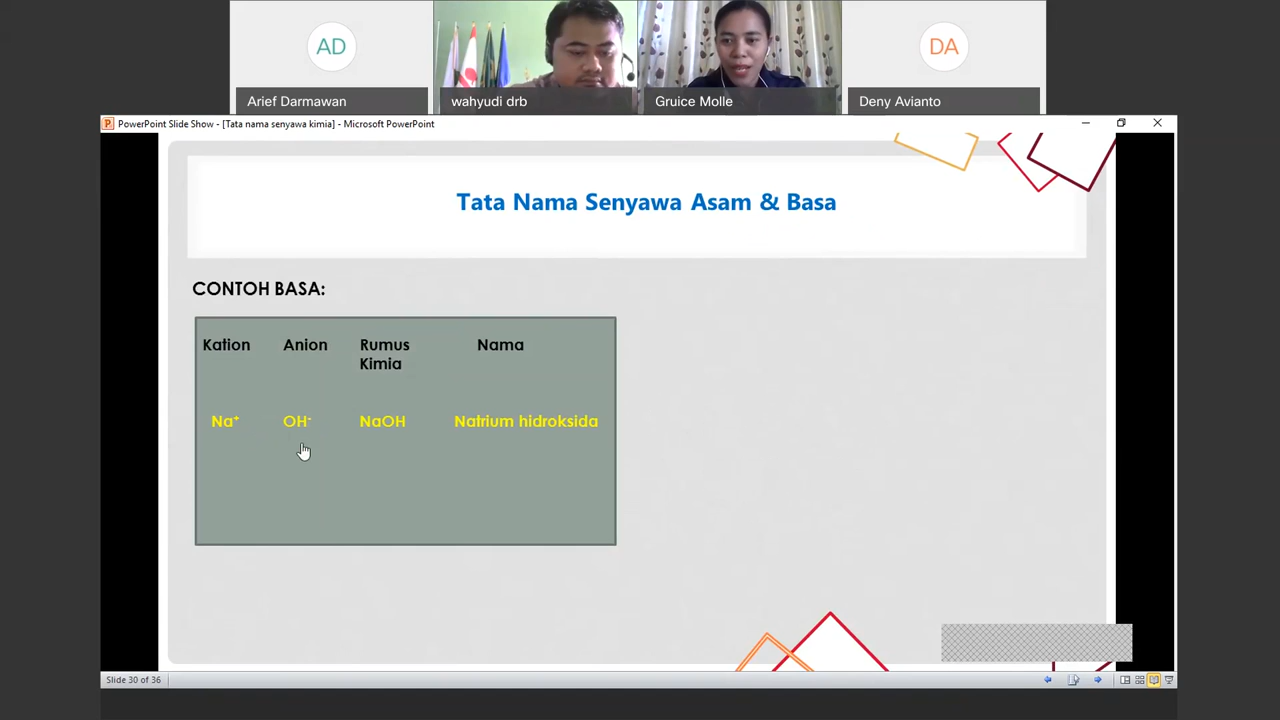 AD
DA
Arief Darmawan
wahyudi drb
Gruice Molle
Deny Avianto
PowerPoint Slide Show - [Tata nama senyawa kimia] - Microsoft PowerPoint
Tata Nama Senyawa Asam & Basa
CONTOH BASA:
Kation Anion Rumus Kimia Nama
Na⁺ OH⁻ NaOH Natrium hidroksida
Slide 30 of 36